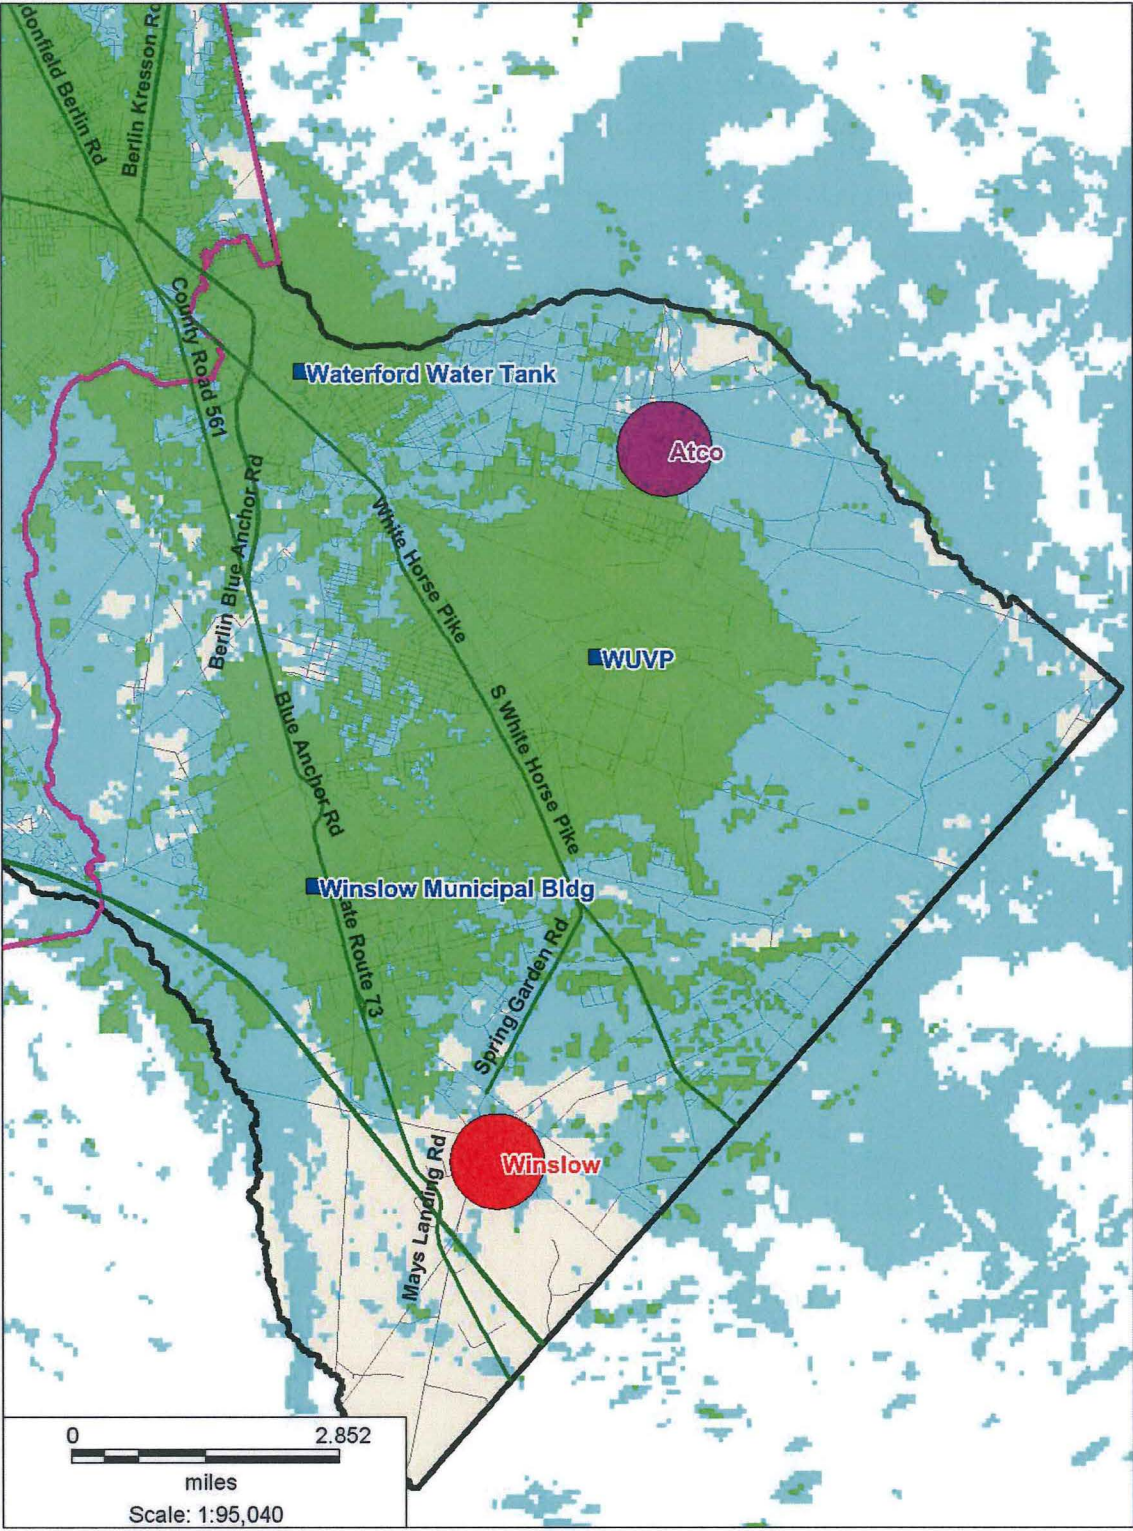 donfield Berlin Rd
Berlin Kresson Rd
County Road 561
Waterford Water Tank
Atco
Berlin Blue Anchor Rd
White Horse Pike
WUVP
S White Horse Pike
Blue Anchor Rd
Winslow Municipal Bldg
ate Route 73
Spring Garden Rd
Winslow
Mays Landing Rd
0 2.852
miles
Scale: 1:95,040